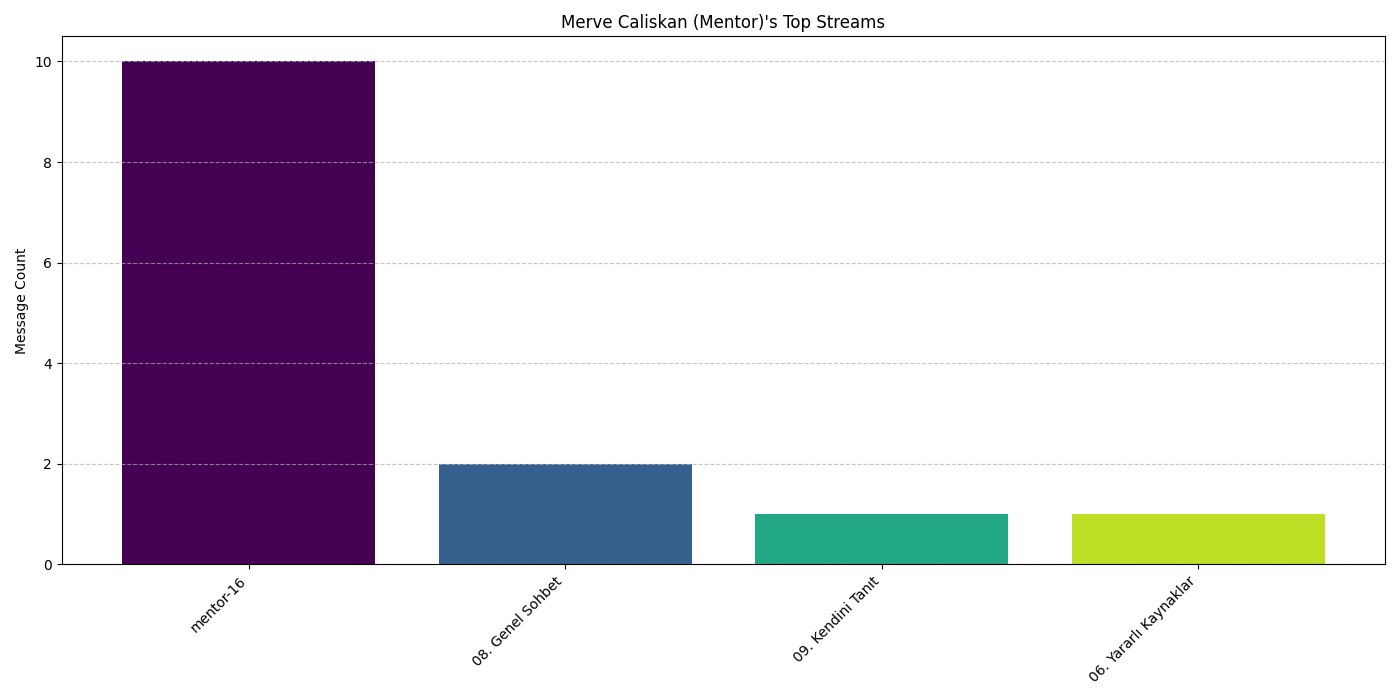 Merve Caliskan (Mentor)'s Top Streams
Message Count
10
8
6
4
2
0
mentor-16
08. Genel Sohbet
09. Kendini Tanıt
06. Yararlı Kaynaklar